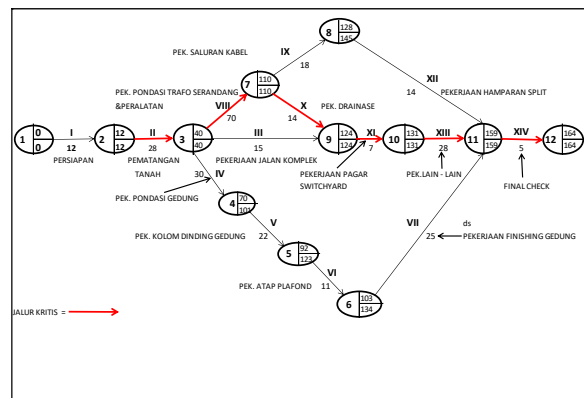 8 128
145
IX
PEK. SALURAN KABEL
18
XII
14 PEKERJAAN HAMPARAN SPLIT
7 110
110
PEK. PONDASI TRAFO SERANDANG
&PERALATAN
VIII
70
X
14
PEK. DRAINASE
1 0
0
I
12
PERSIAPAN
2 12
12
II
28
PEMATANGAN
TANAH
3 40
40
III
15
PEKERJAAN JALAN KOMPLEK
9 124
124
XI
7
PEKERJAAN PAGAR
SWITCHYARD
10 131
131
XIII
28
PEK.LAIN - LAIN
11 159
159
XIV
5
FINAL CHECK
12 164
164
30 IV
PEK. PONDASI GEDUNG
4 70
101
V
22
PEK. KOLOM DINDING GEDUNG
5 92
123
VI
11
PEK. ATAP PLAFOND
6 103
134
VII
25
ds
PEKERJAAN FINISHING GEDUNG
JALUR KRITIS =